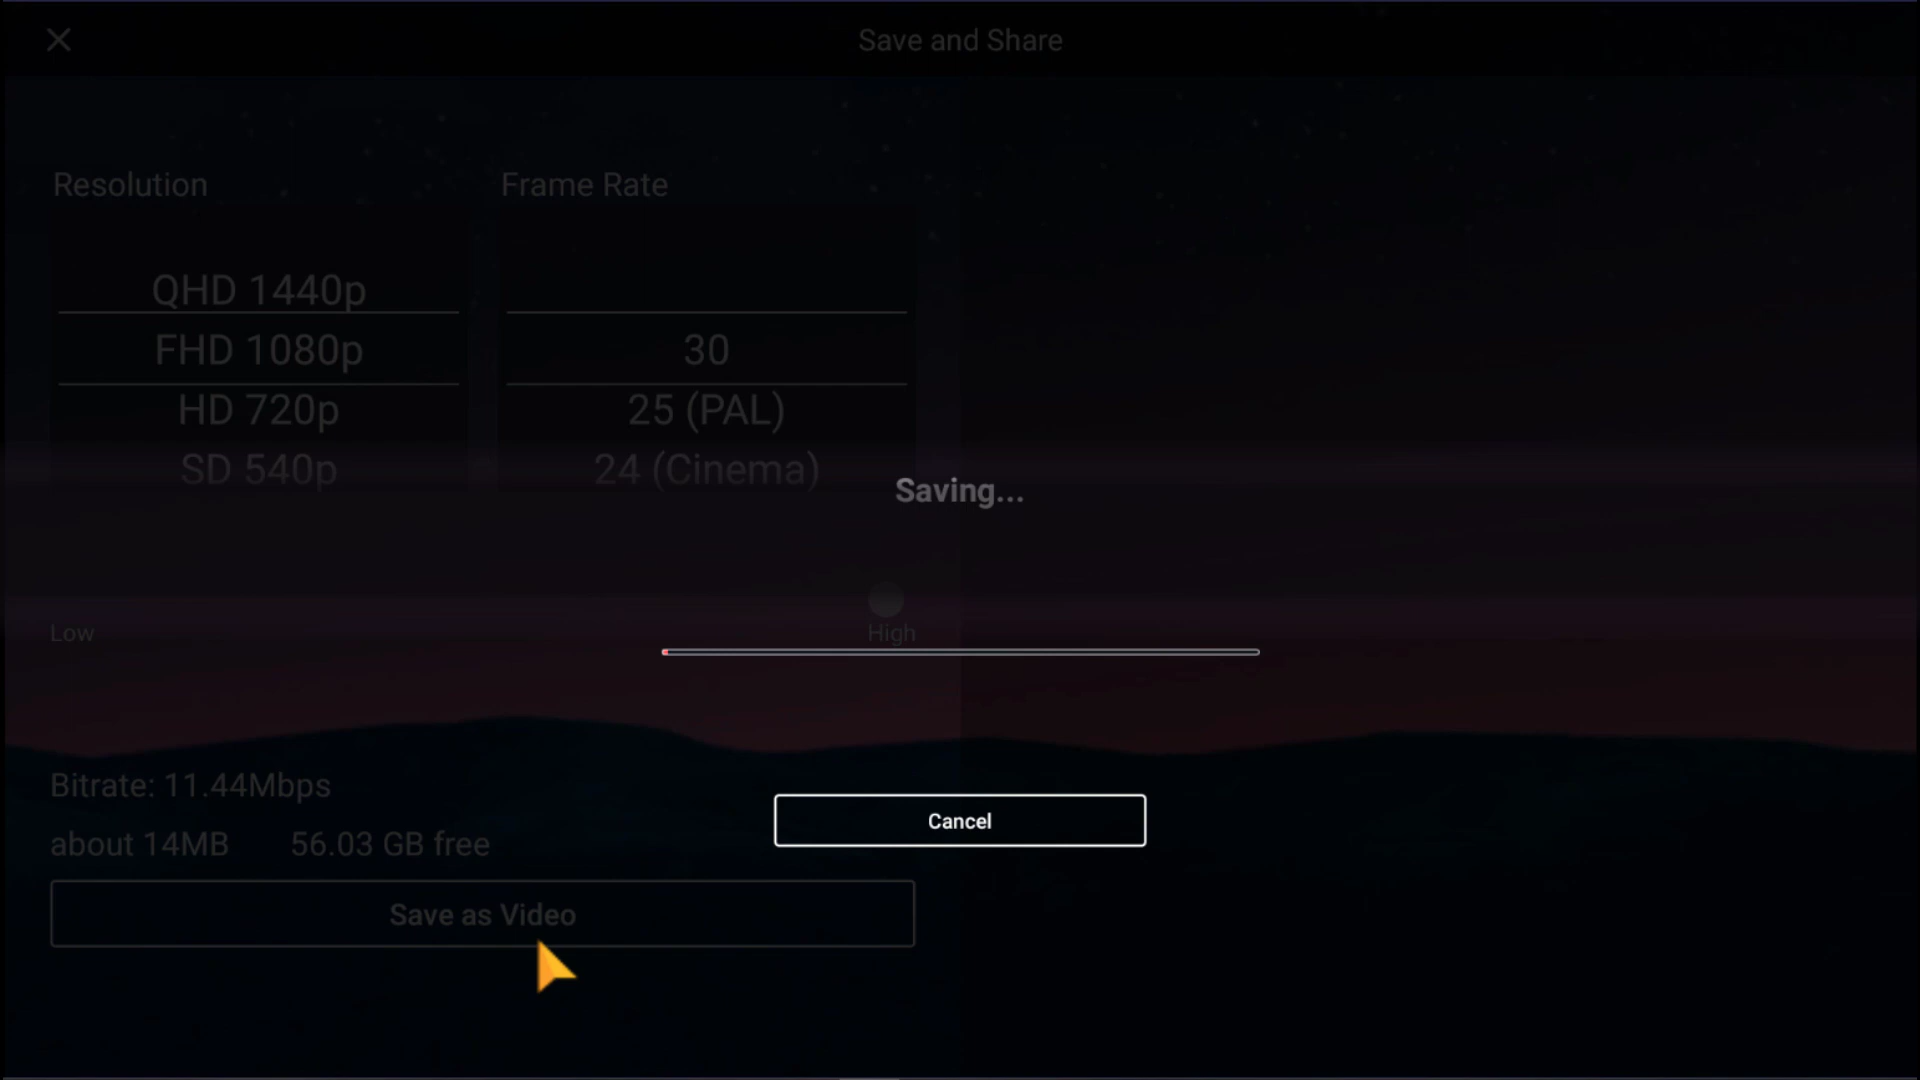 Save and Share
Resolution
Frame Rate
QHD 1440p
FHD 1080p
30
HD 720p
25 (PAL)
SD 540p
24 (Cinema)
Saving...
Low
High
Bitrate: 11.44Mbps
Cancel
about 14MB
56.03 GB free
Save as Video